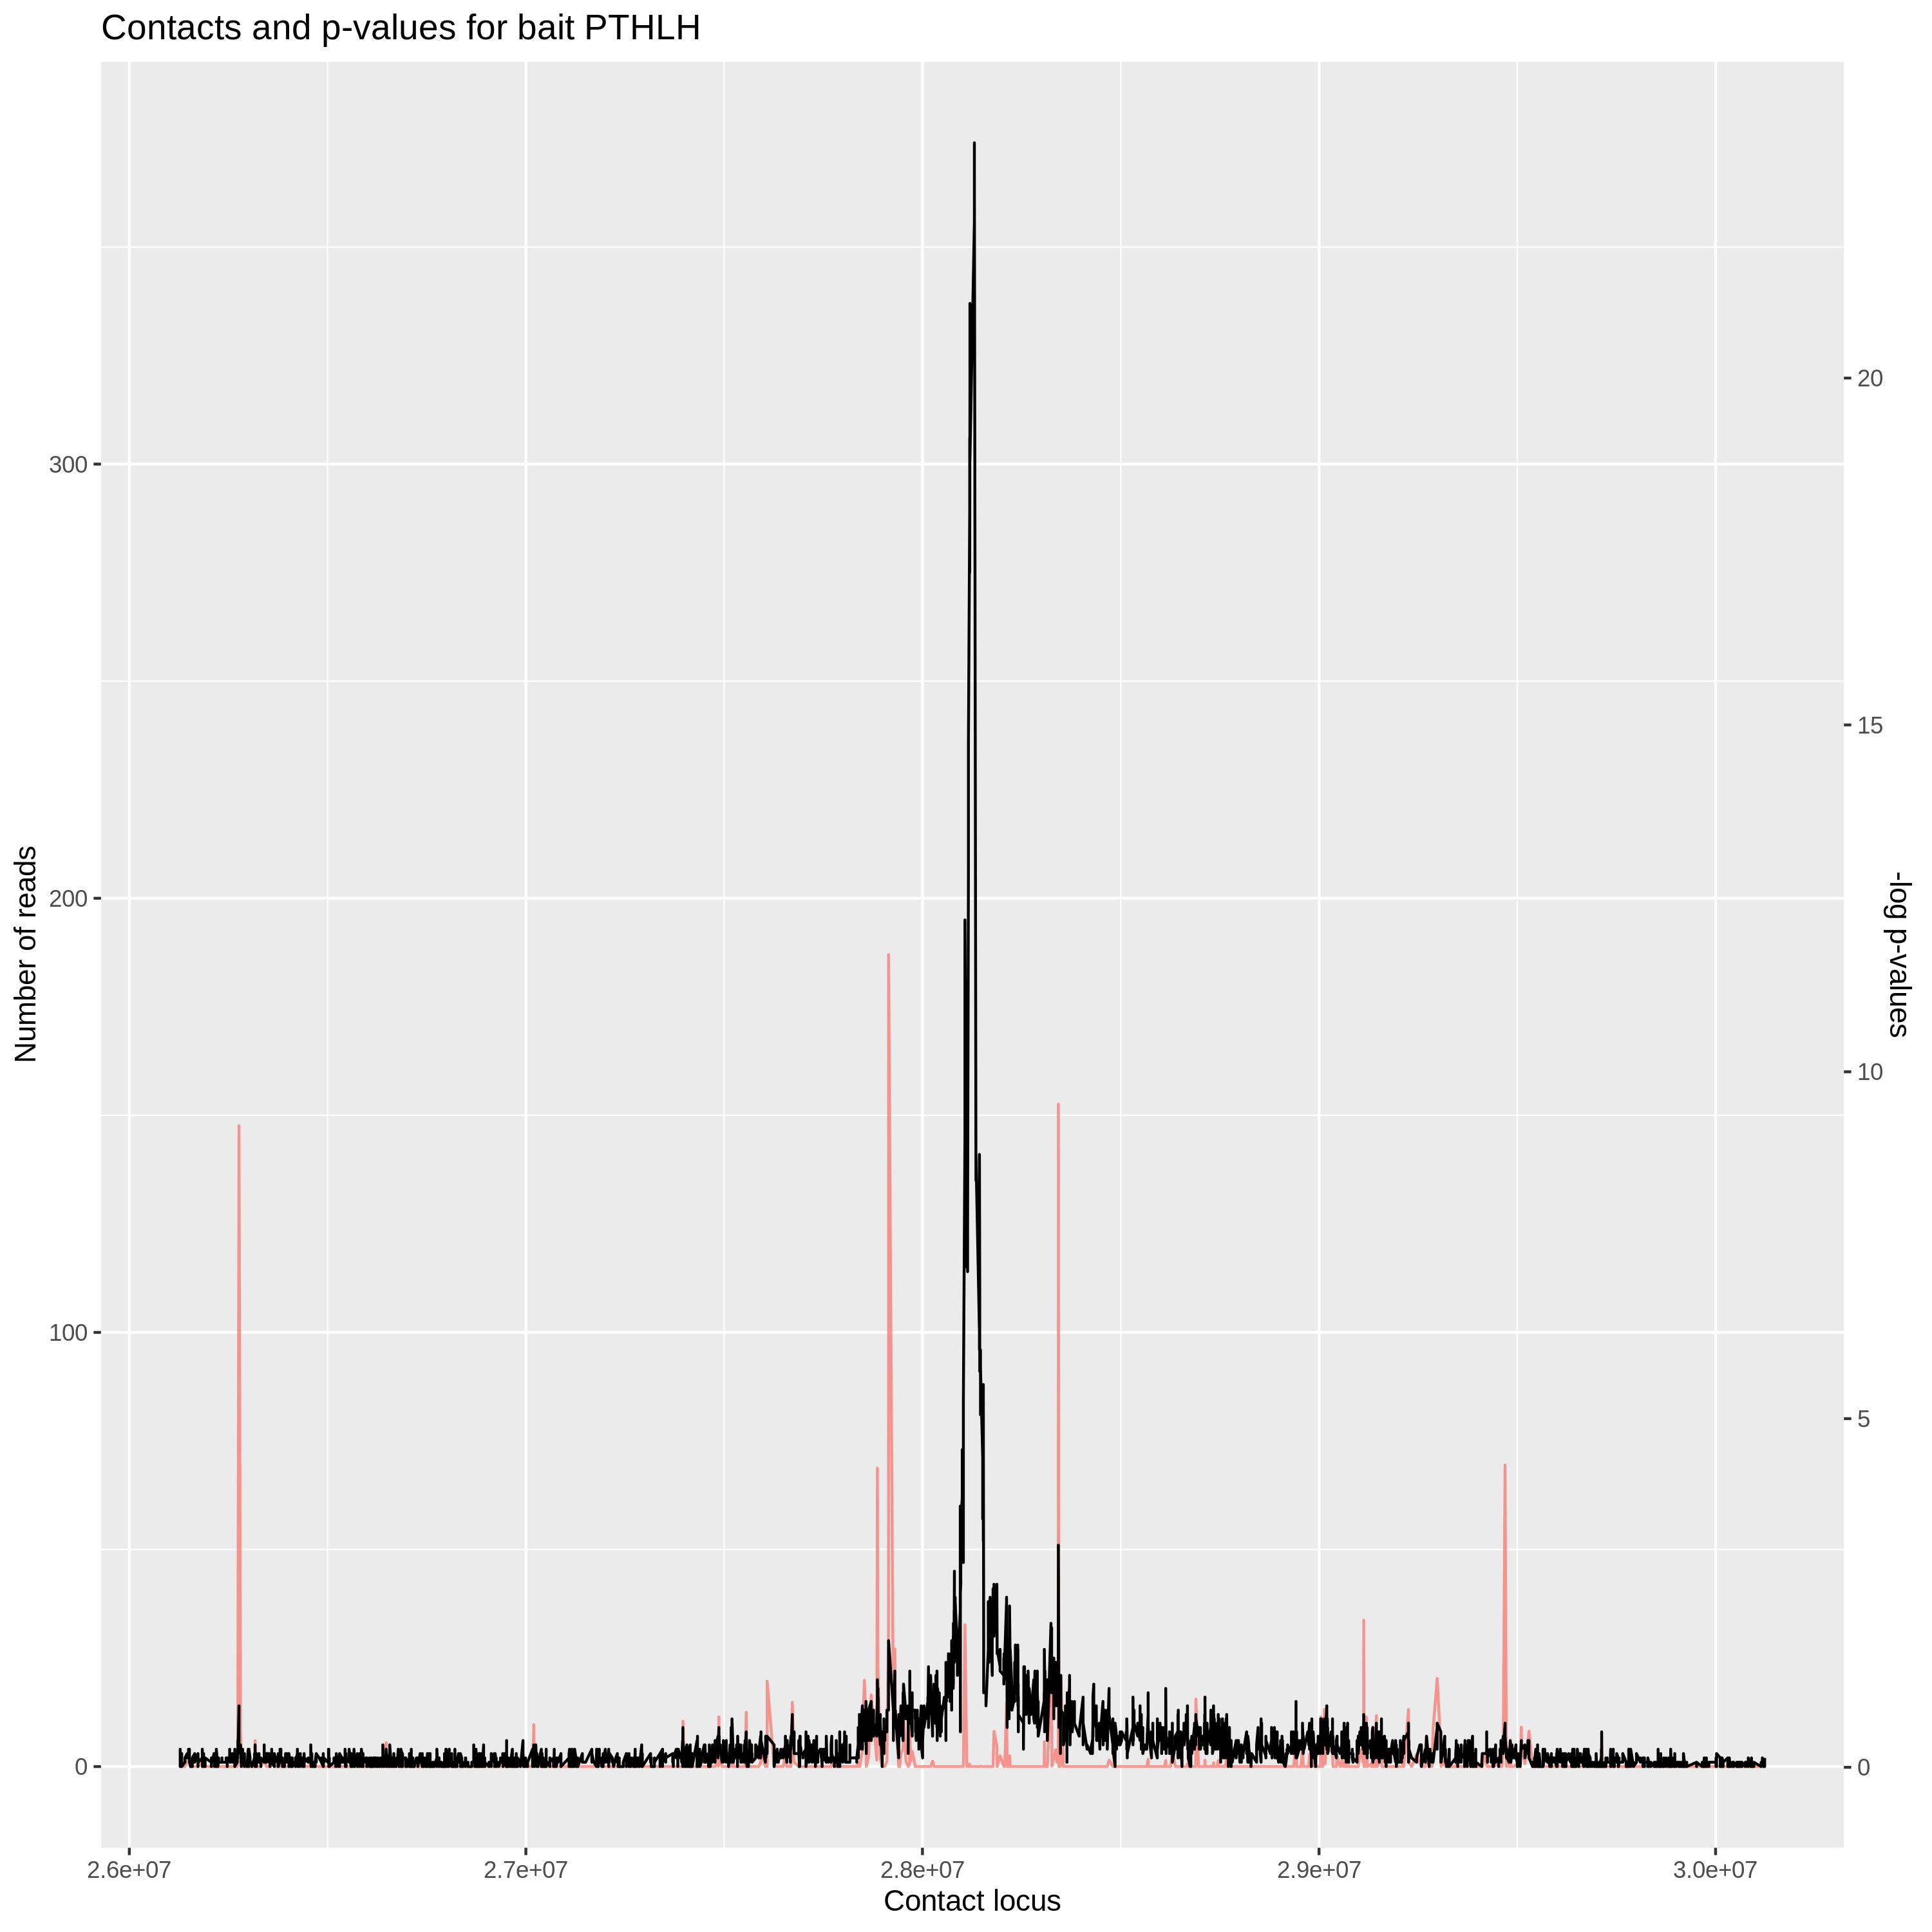 Contacts and p-values for bait PTHLH
Number of reads
300
200
100
0
20
15
10
5
0
-log p-values
2.6e+07 2.7e+07 2.8e+07 2.9e+07 3.0e+07
Contact locus